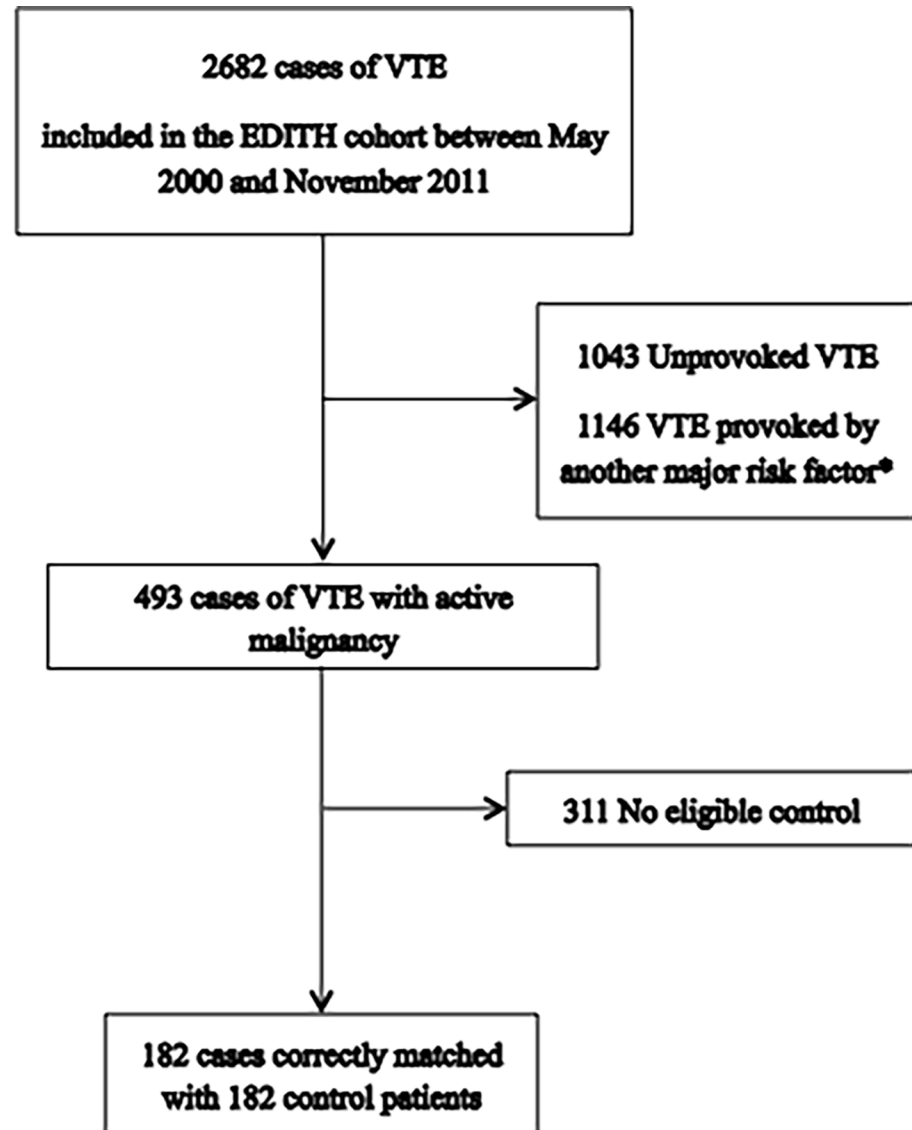 2682 cases of VTE
included in the EDITH cohort between May
2000 and November 2011
1043 Unprovoked VTE
1146 VTE provoked by
another major risk factor*
493 cases of VTE with active
malignancy
311 No eligible control
182 cases correctly matched
with 182 control patients